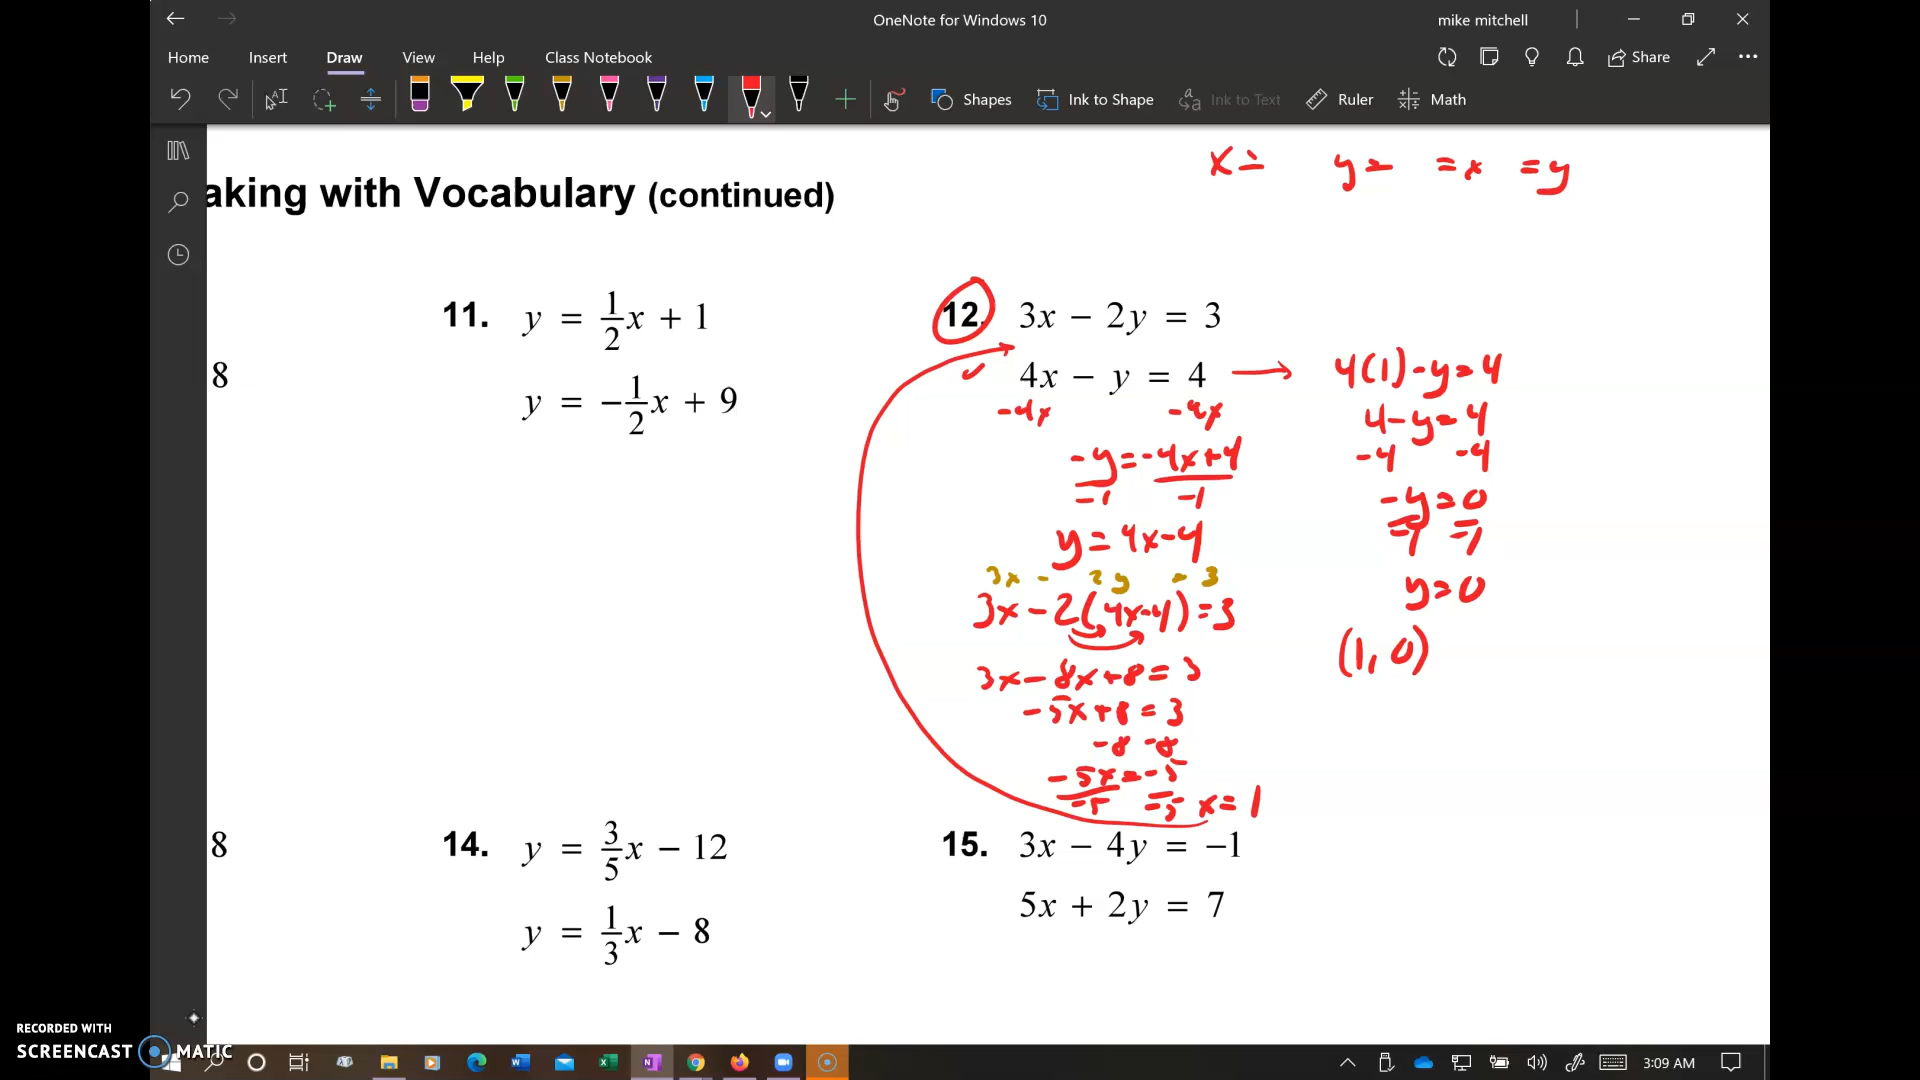 OneNote for Windows 10
mike mitchell
Home Insert Draw View Help Class Notebook
Share
Shapes Ink to Shape Ink to Text Ruler Math
x= y= =x =y
aking with Vocabulary (continued)
11. y = 1/2 x + 1
y = -1/2 x + 9
8
12. 3x − 2y = 3
4x − y = 4
-4x -4x
-y=-4x+4
-1 -1
y=4x-4
3x - 2y = 3
3x-2(4x-4)=3
3x-8x+8=3
-5x+8=3
-8 -8
-5x=-5
-5 -5 x=1
4(1)-y=4
4-y=4
-4 -4
-y=0
-1 -1
y=0
(1,0)
8
14. y = 3/5 x − 12
y = 1/3 x − 8
15. 3x − 4y = −1
5x + 2y = 7
RECORDED WITH
SCREENCAST MATIC
3:09 AM